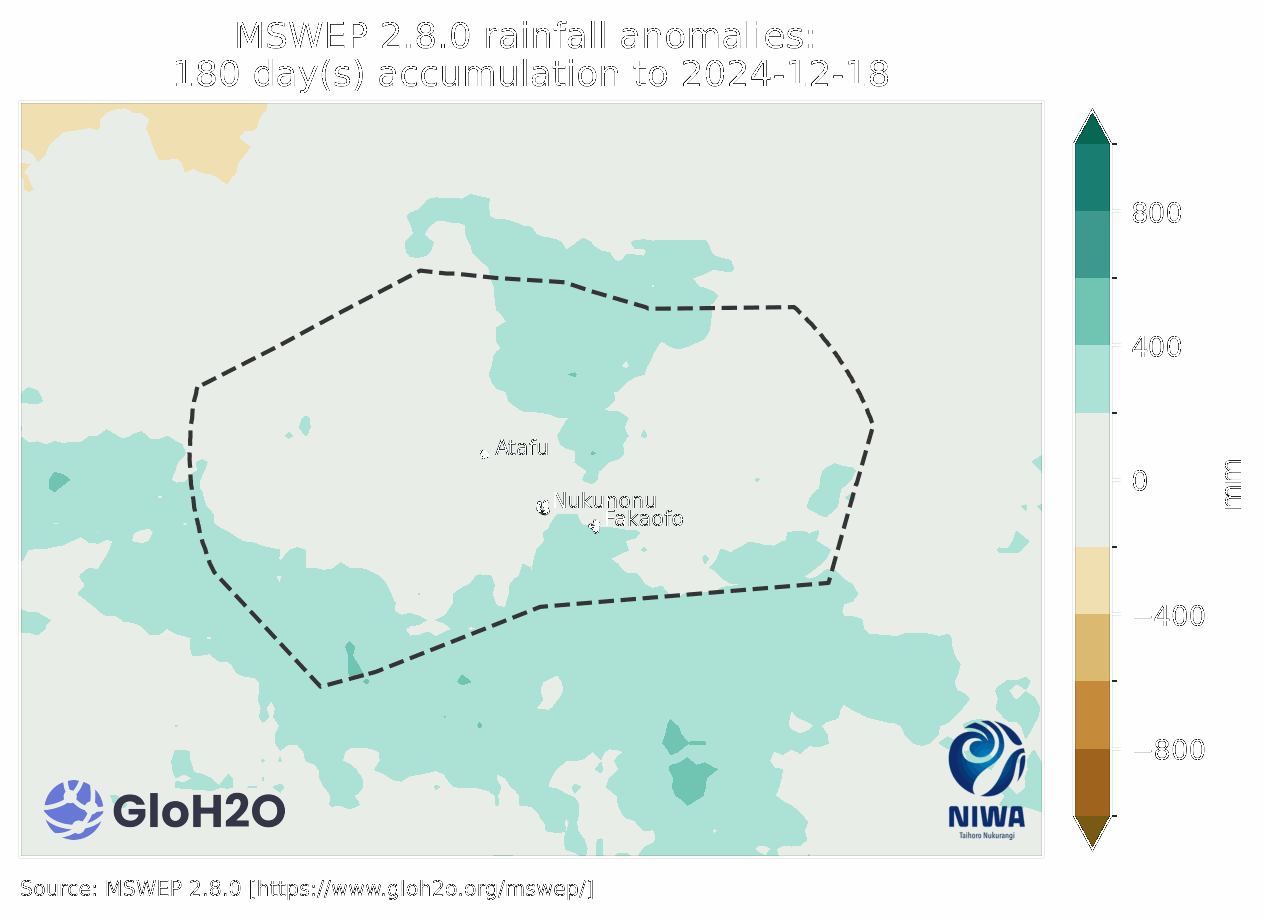 MSWEP 2.8.0 rainfall anomalies:
180 day(s) accumulation to 2024-12-18
800
400
0
−400
−800
mm
Atafu
Nukunonu
Fakaofo
GloH2O
NIWA
Taihoro Nukurangi
Source: MSWEP 2.8.0 [https://www.gloh2o.org/mswep/]